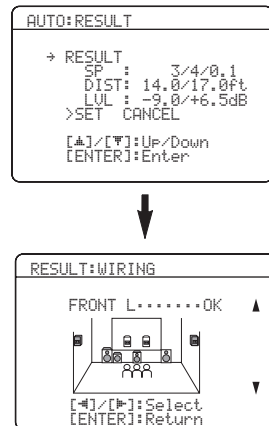 AUTO:RESULT
→ RESULT
SP : 3/4/0.1
DIST: 14.0/17.0ft
LVL : -9.0/+6.5dB
>SET CANCEL
[▲]/[▼]:Up/Down
[ENTER]:Enter
RESULT:WIRING
FRONT L·······OK
[◄]/[►]:Select
[ENTER]:Return